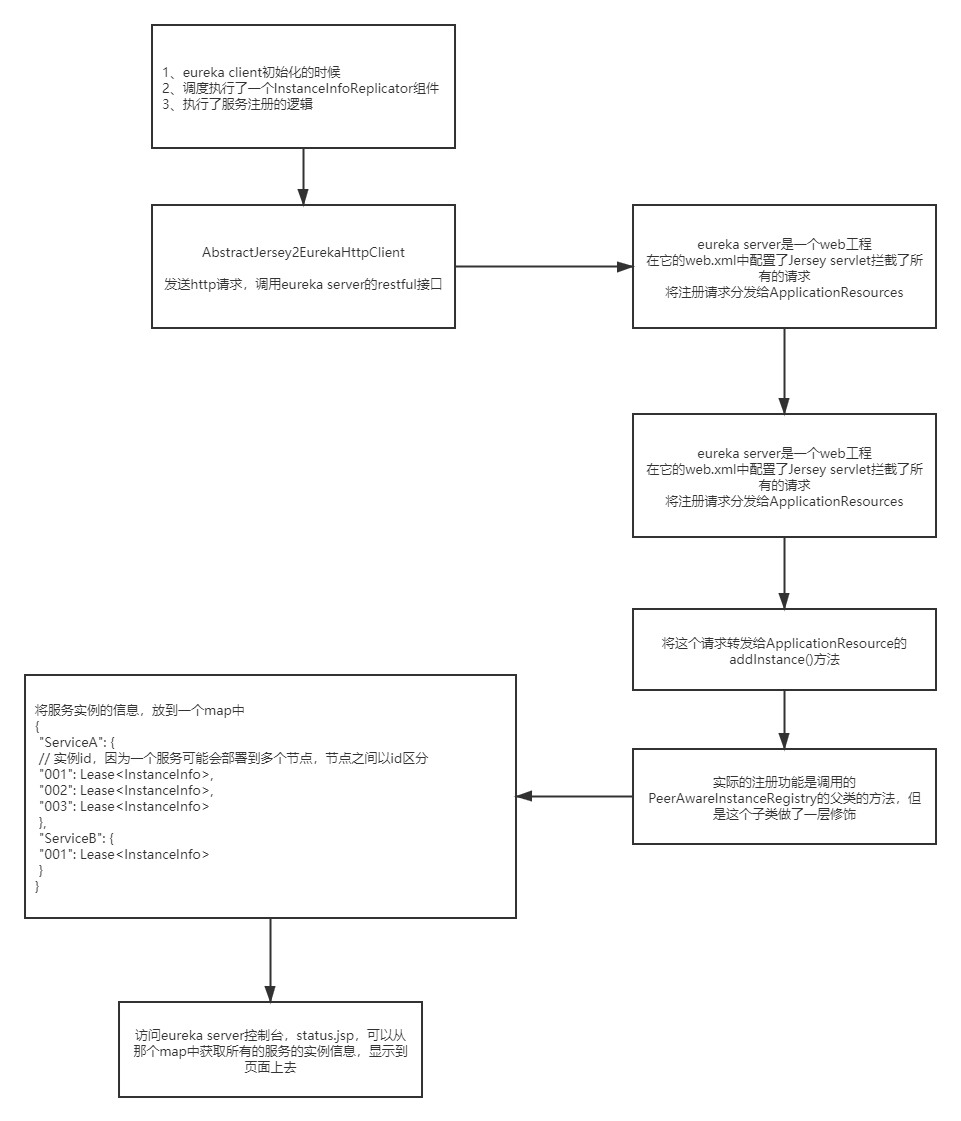 1、eureka client初始化的时候
2、调度执行了一个InstanceInfoReplicator组件
3、执行了服务注册的逻辑
AbstractJersey2EurekaHttpClient
发送http请求，调用eureka server的restful接口
eureka server是一个web工程
在它的web.xml中配置了Jersey servlet拦截了所
有的请求
将注册请求分发给ApplicationResources
eureka server是一个web工程
在它的web.xml中配置了Jersey servlet拦截了所
有的请求
将注册请求分发给ApplicationResources
将这个请求转发给ApplicationResource的
addInstance()方法
实际的注册功能是调用的
PeerAwareInstanceRegistry的父类的方法，但
是这个子类做了一层修饰
将服务实例的信息，放到一个map中
{
"ServiceA": {
// 实例id，因为一个服务可能会部署到多个节点，节点之间以id区分
"001": Lease<InstanceInfo>,
"002": Lease<InstanceInfo>,
"003": Lease<InstanceInfo>
},
"ServiceB": {
"001": Lease<InstanceInfo>
}
}
访问eureka server控制台，status.jsp，可以从
那个map中获取所有的服务的实例信息，显示到
页面上去